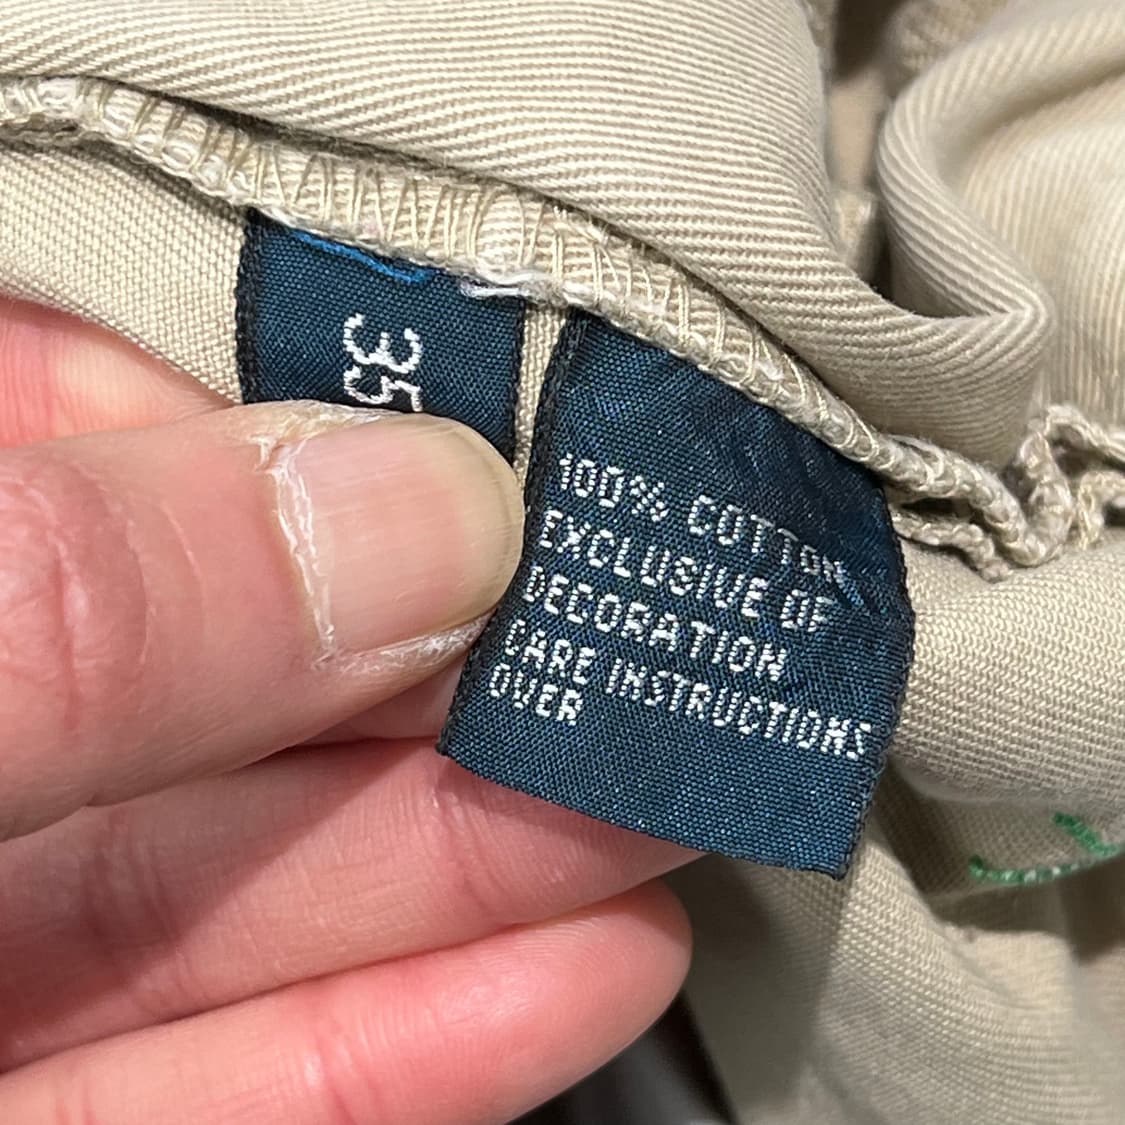 35
100% COTTON
EXCLUSIVE OF
DECORATION
CARE INSTRUCTIONS
OVER